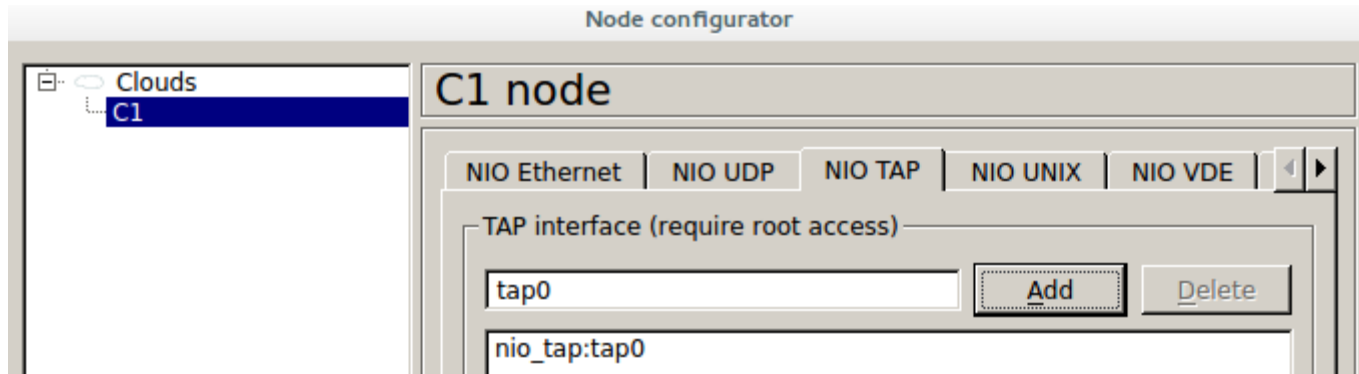 Node configurator
Clouds
C1
C1 node
NIO Ethernet NIO UDP NIO TAP NIO UNIX NIO VDE
TAP interface (require root access)
tap0 Add Delete
nio_tap:tap0